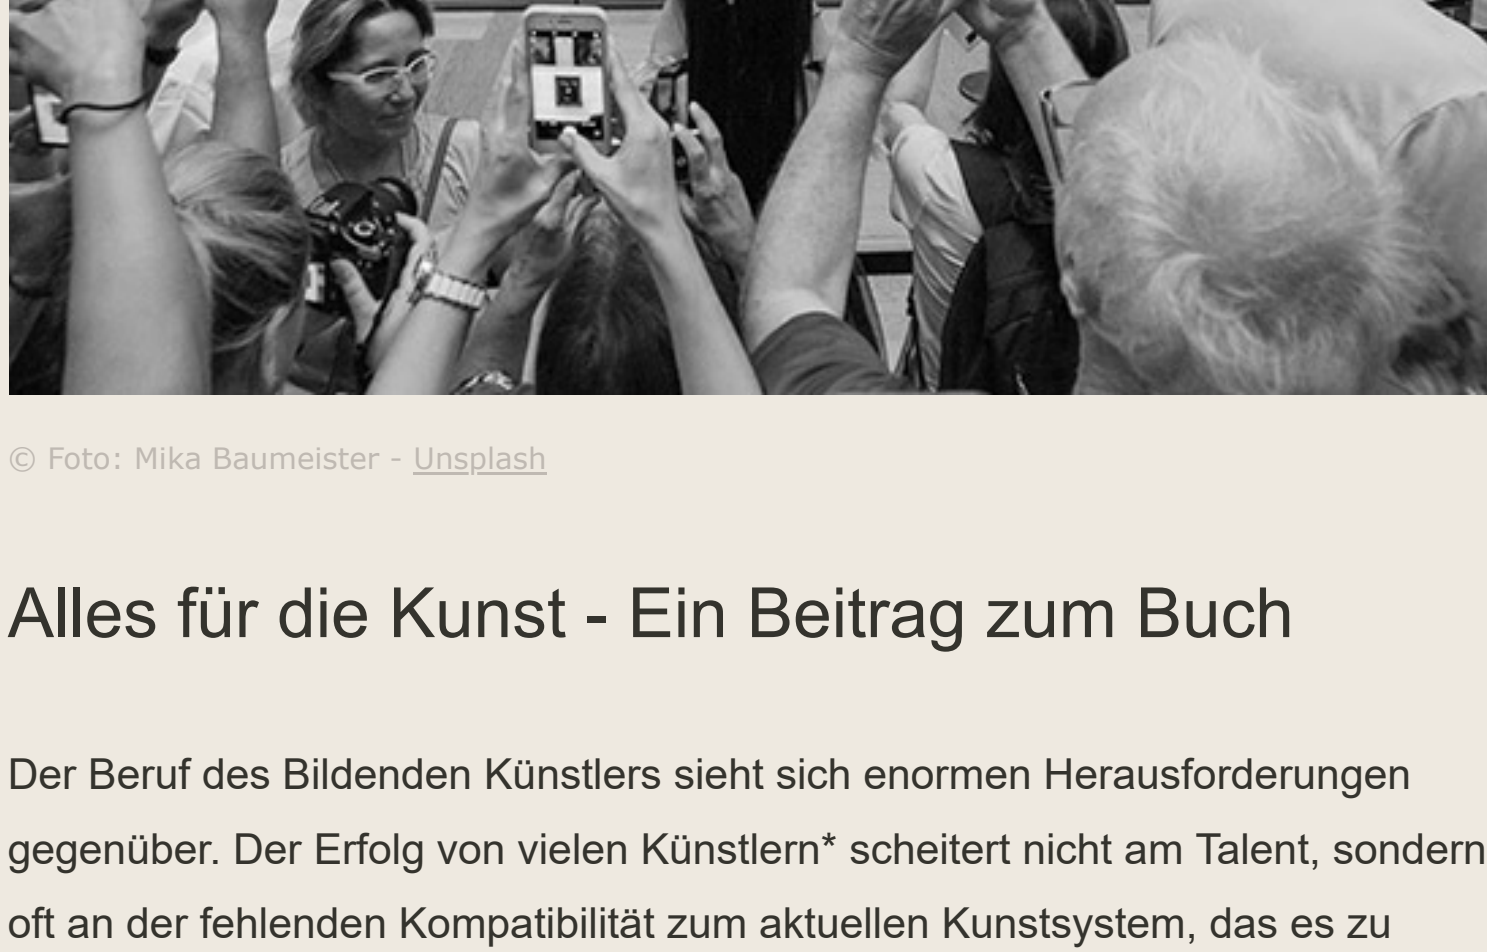 © Foto: Mika Baumeister - Unsplash
Alles für die Kunst - Ein Beitrag zum Buch
Der Beruf des Bildenden Künstlers sieht sich enormen Herausforderungen
gegenüber. Der Erfolg von vielen Künstlern* scheitert nicht am Talent, sondern
oft an der fehlenden Kompatibilität zum aktuellen Kunstsystem, das es zu